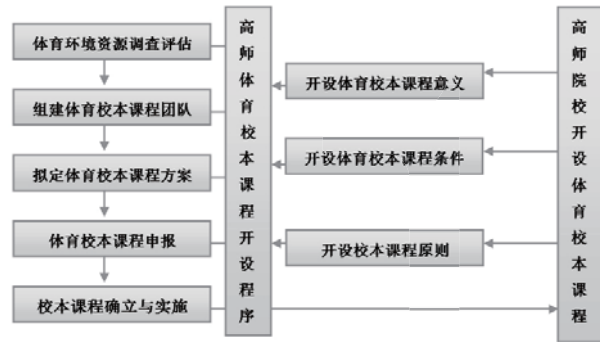 体育环境资源调查评估
组建体育校本课程团队
拟定体育校本课程方案
体育校本课程申报
校本课程确立与实施
高师体育校本课程开设程序
开设体育校本课程意义
开设体育校本课程条件
开设校本课程原则
高师院校开设体育校本课程